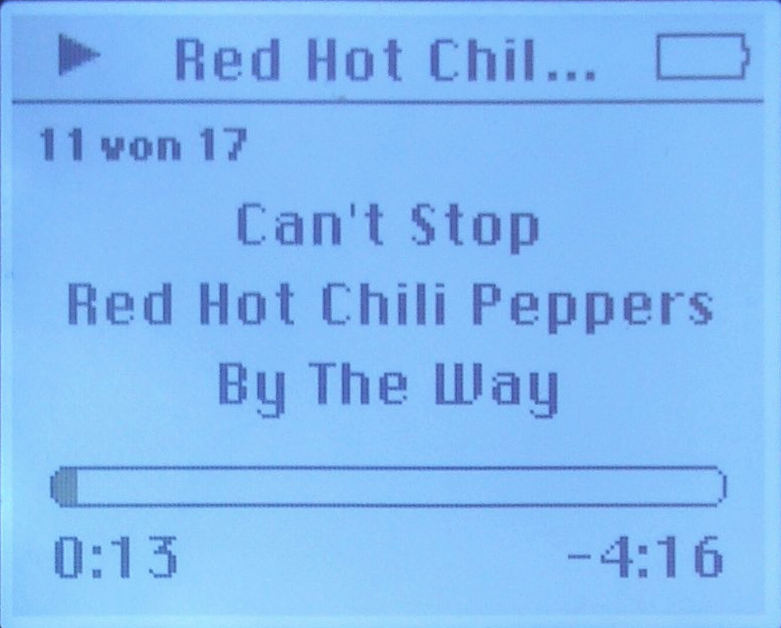 Red Hot Chil...
11 von 17
Can't Stop
Red Hot Chili Peppers
By The Way
0:13 -4:16